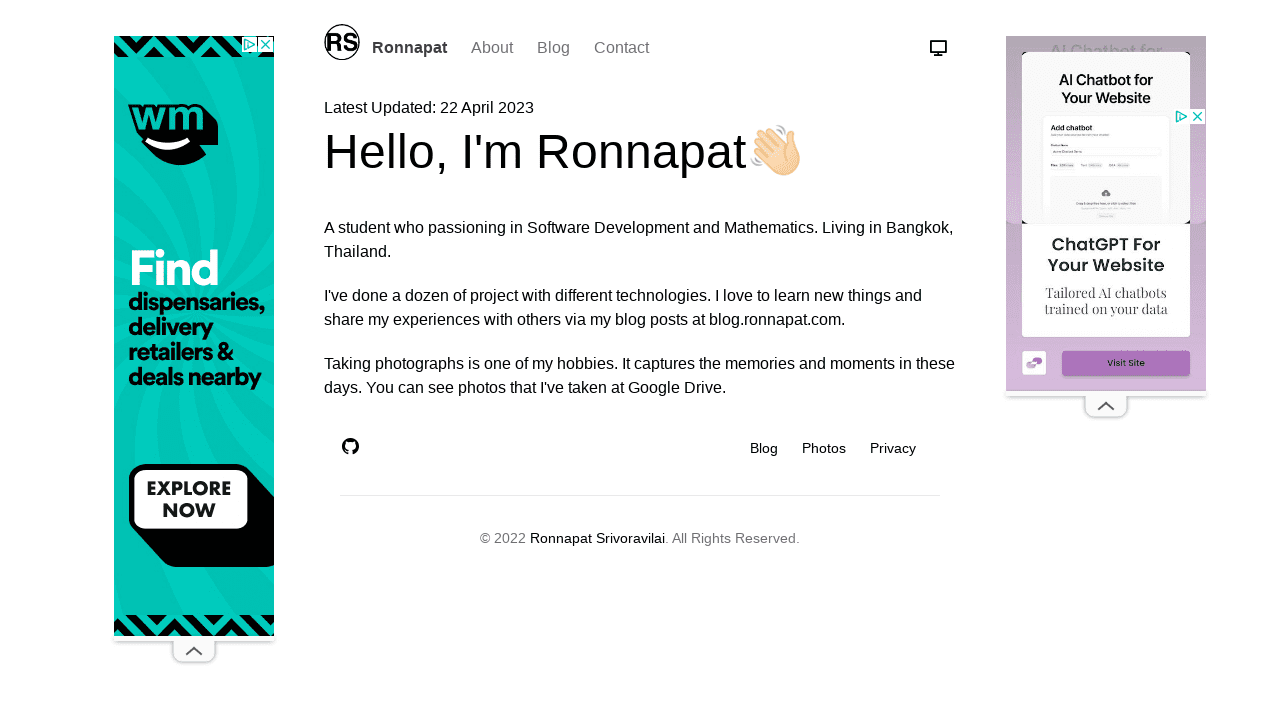 RS
Ronnapat About Blog Contact
Latest Updated: 22 April 2023
Hello, I'm Ronnapat
A student who passioning in Software Development and Mathematics. Living in Bangkok,
Thailand.
I've done a dozen of project with different technologies. I love to learn new things and
share my experiences with others via my blog posts at blog.ronnapat.com.
Taking photographs is one of my hobbies. It captures the memories and moments in these
days. You can see photos that I've taken at Google Drive.
Blog Photos Privacy
© 2022 Ronnapat Srivoravilai. All Rights Reserved.
wm
Find
dispensaries,
delivery
retailers &
deals nearby
EXPLORE
NOW
AI Chatbot for
Your Website
Add chatbot
ChatGPT For
Your Website
Tailored AI chatbots
trained on your data
Visit Site